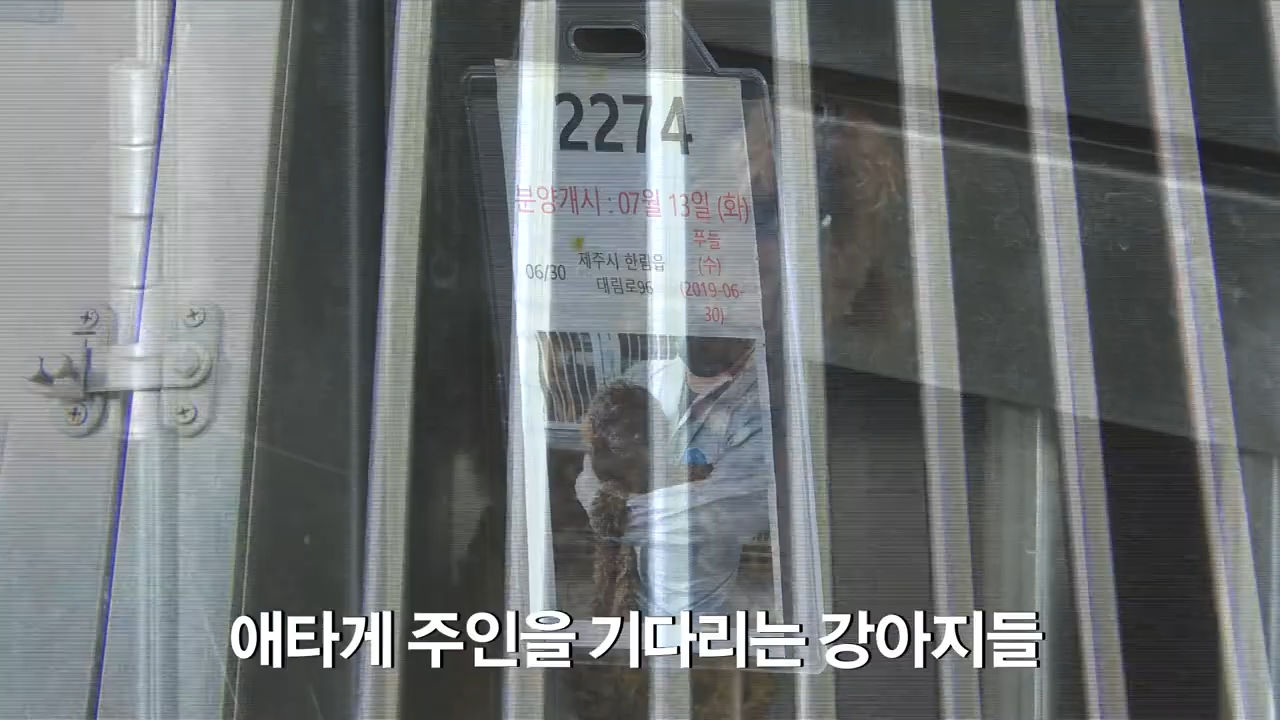 2274
분양개시 : 07월 13일 (화)
푸들
06/30 제주시 한림읍 (수)
대림로96 (2019-06-
30)
애타게 주인을 기다리는 강아지들